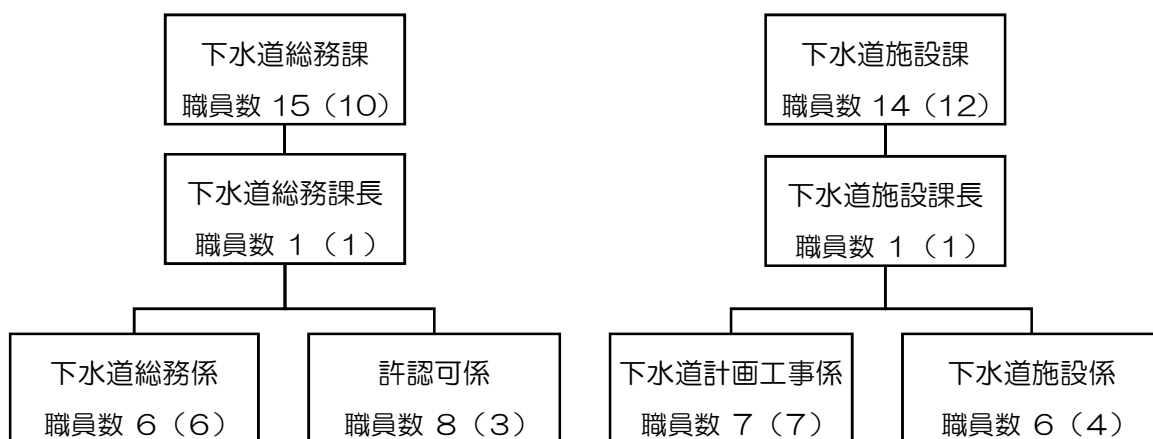 下水道総務課
職員数 15（10）
下水道総務課長
職員数 1（1）
下水道総務係
職員数 6（6）
許認可係
職員数 8（3）
下水道施設課
職員数 14（12）
下水道施設課長
職員数 1（1）
下水道計画工事係
職員数 7（7）
下水道施設係
職員数 6（4）